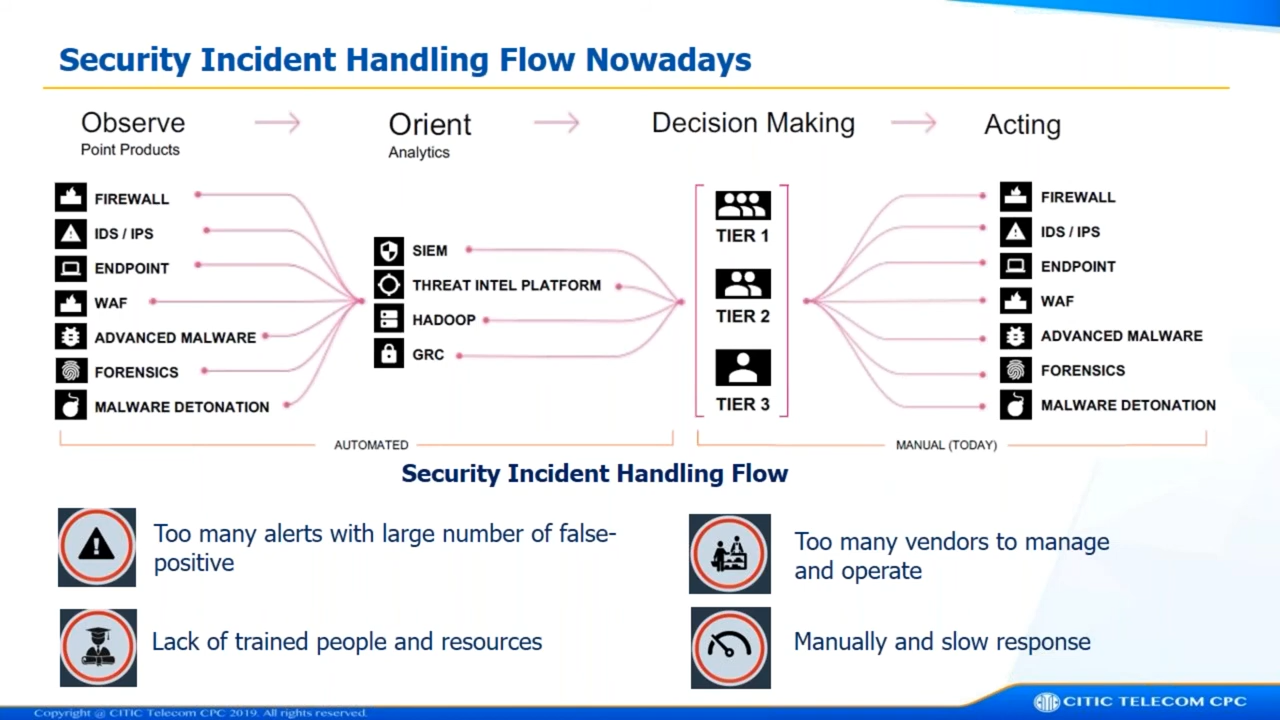 Security Incident Handling Flow Nowadays
Observe
Point Products
Orient
Analytics
Decision Making
Acting
FIREWALL
IDS / IPS
ENDPOINT
WAF
ADVANCED MALWARE
FORENSICS
MALWARE DETONATION
SIEM
THREAT INTEL PLATFORM
HADOOP
GRC
TIER 1
TIER 2
TIER 3
FIREWALL
IDS / IPS
ENDPOINT
WAF
ADVANCED MALWARE
FORENSICS
MALWARE DETONATION
AUTOMATED
MANUAL (TODAY)
Security Incident Handling Flow
Too many alerts with large number of false-
positive
Too many vendors to manage
and operate
Lack of trained people and resources
Manually and slow response
Copyright @ CITIC Telecom CPC 2019. All rights reserved.
CITIC TELECOM CPC